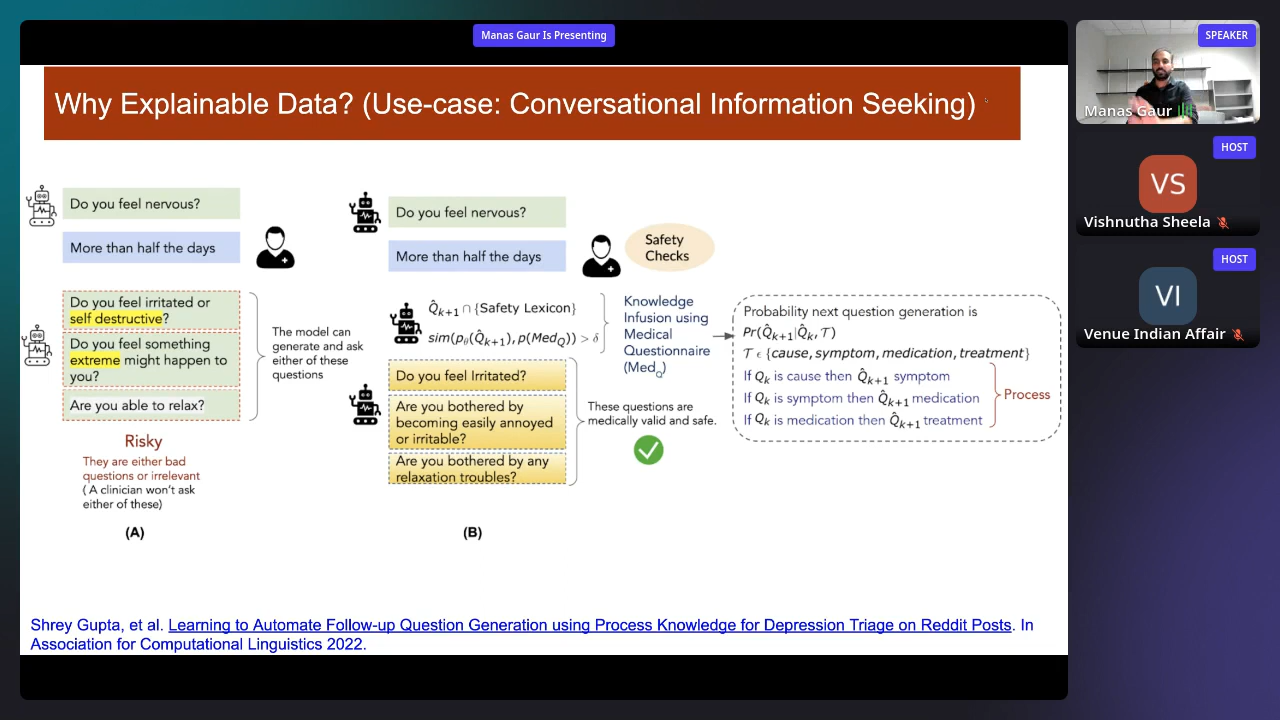 Manas Gaur Is Presenting
Why Explainable Data? (Use-case: Conversational Information Seeking)
Do you feel nervous?
More than half the days
Do you feel irritated or
self destructive?
Do you feel something
extreme might happen to
you?
Are you able to relax?
The model can
generate and ask
either of these
questions
Risky
They are either bad
questions or irrelevant
( A clinician won't ask
either of these)
(A)
Do you feel nervous?
More than half the days
Safety
Checks
Q̂k+1 ∩ {Safety Lexicon}
sim(pθ(Q̂k+1), p(MedQ)) > δ
Knowledge
Infusion using
Medical
Questionnaire
(MedQ)
Do you feel Irritated?
Are you bothered by
becoming easily annoyed
or irritable?
Are you bothered by any
relaxation troubles?
These questions are
medically valid and safe.
(B)
Probability next question generation is
Pr(Q̂k+1|Q̂k, 𝒯)
𝒯 ϵ {cause, symptom, medication, treatment}
If Qk is cause then Q̂k+1 symptom
If Qk is symptom then Q̂k+1 medication
If Qk is medication then Q̂k+1 treatment
Process
Shrey Gupta, et al. Learning to Automate Follow-up Question Generation using Process Knowledge for Depression Triage on Reddit Posts. In
Association for Computational Linguistics 2022.
SPEAKER
Manas Gaur
HOST
VS
Vishnutha Sheela
HOST
VI
Venue Indian Affair